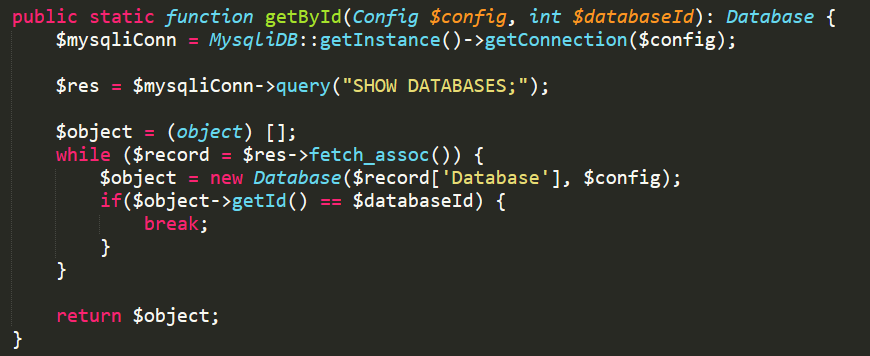 public static function getById(Config $config, int $databaseId): Database {
    $mysqliConn = MysqliDB::getInstance()->getConnection($config);

    $res = $mysqliConn->query("SHOW DATABASES;");

    $object = (object) [];
    while ($record = $res->fetch_assoc()) {
        $object = new Database($record['Database'], $config);
        if($object->getId() == $databaseId) {
            break;
        }
    }

    return $object;
}